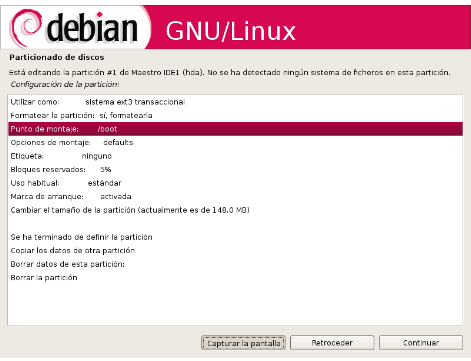 debian GNU/Linux
Particionado de discos
Está editando la partición #1 de Maestro IDE1 (hda). No se ha detectado ningún sistema de ficheros en esta partición.
Configuración de la partición:
Utilizar como: sistema ext3 transaccional
Formatear la partición: sí, formatearla
Punto de montaje: /boot
Opciones de montaje: defaults
Etiqueta: ninguno
Bloques reservados: 5%
Uso habitual: estándar
Marca de arranque: activada
Cambiar el tamaño de la partición (actualmente es de 148,0 MB)
Se ha terminado de definir la partición
Copiar los datos de otra partición
Borrar datos de esta partición:
Borrar la partición
Capturar la pantalla Retroceder Continuar